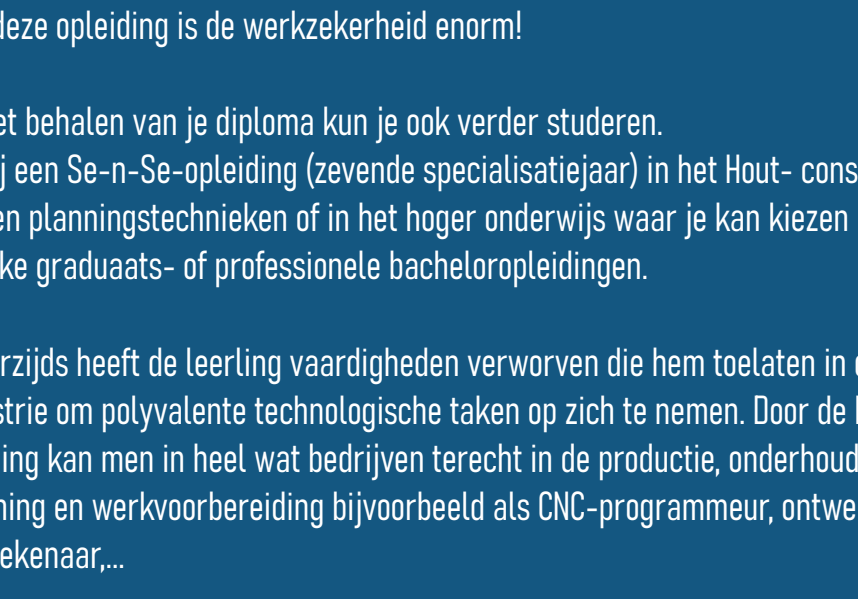 deze opleiding is de werkzekerheid enorm!
et behalen van je diploma kun je ook verder studeren.
j een Se-n-Se-opleiding (zevende specialisatiejaar) in het Hout- cons
en planningstechnieken of in het hoger onderwijs waar je kan kiezen
ke graduaats- of professionele bacheloropleidingen.
rzijds heeft de leerling vaardigheden verworven die hem toelaten in
strie om polyvalente technologische taken op zich te nemen. Door de
ing kan men in heel wat bedrijven terecht in de productie, onderhoud
ning en werkvoorbereiding bijvoorbeeld als CNC-programmeur, ontwe
ekenaar,...